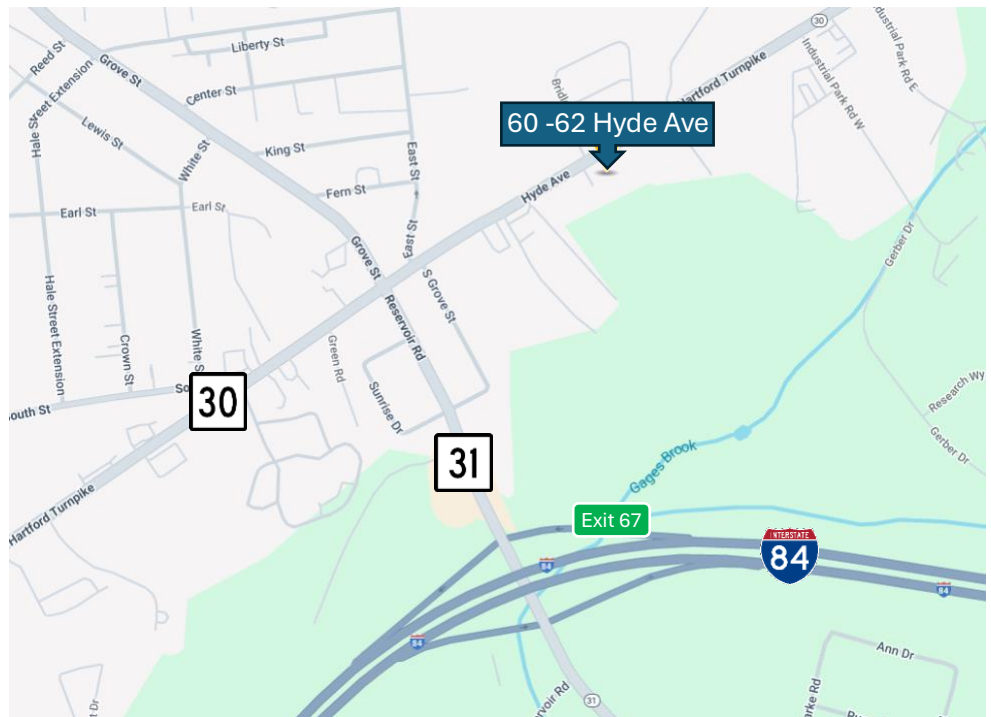 Reed St
Grove St
Liberty St
30
Industrial Park Rd E
Hartford Turnpike
Industrial Park Rd W
Center St
Hale Street Extension
Lewis St
White St
King St
East St
60 -62 Hyde Ave
Hyde Ave
Fern St
Earl St
Earl St
East St
Grove St
S Grove St
Gerber Dr
Reservoir Rd
Hale Street Extension
Crown St
White S
Green Rd
Sunrise Dr
30
Research Wy
Gerber Dr
31
Gages Brook
Hartford Turnpike
Exit 67
INTERSTATE
84
84
84
84
Ann Dr
31